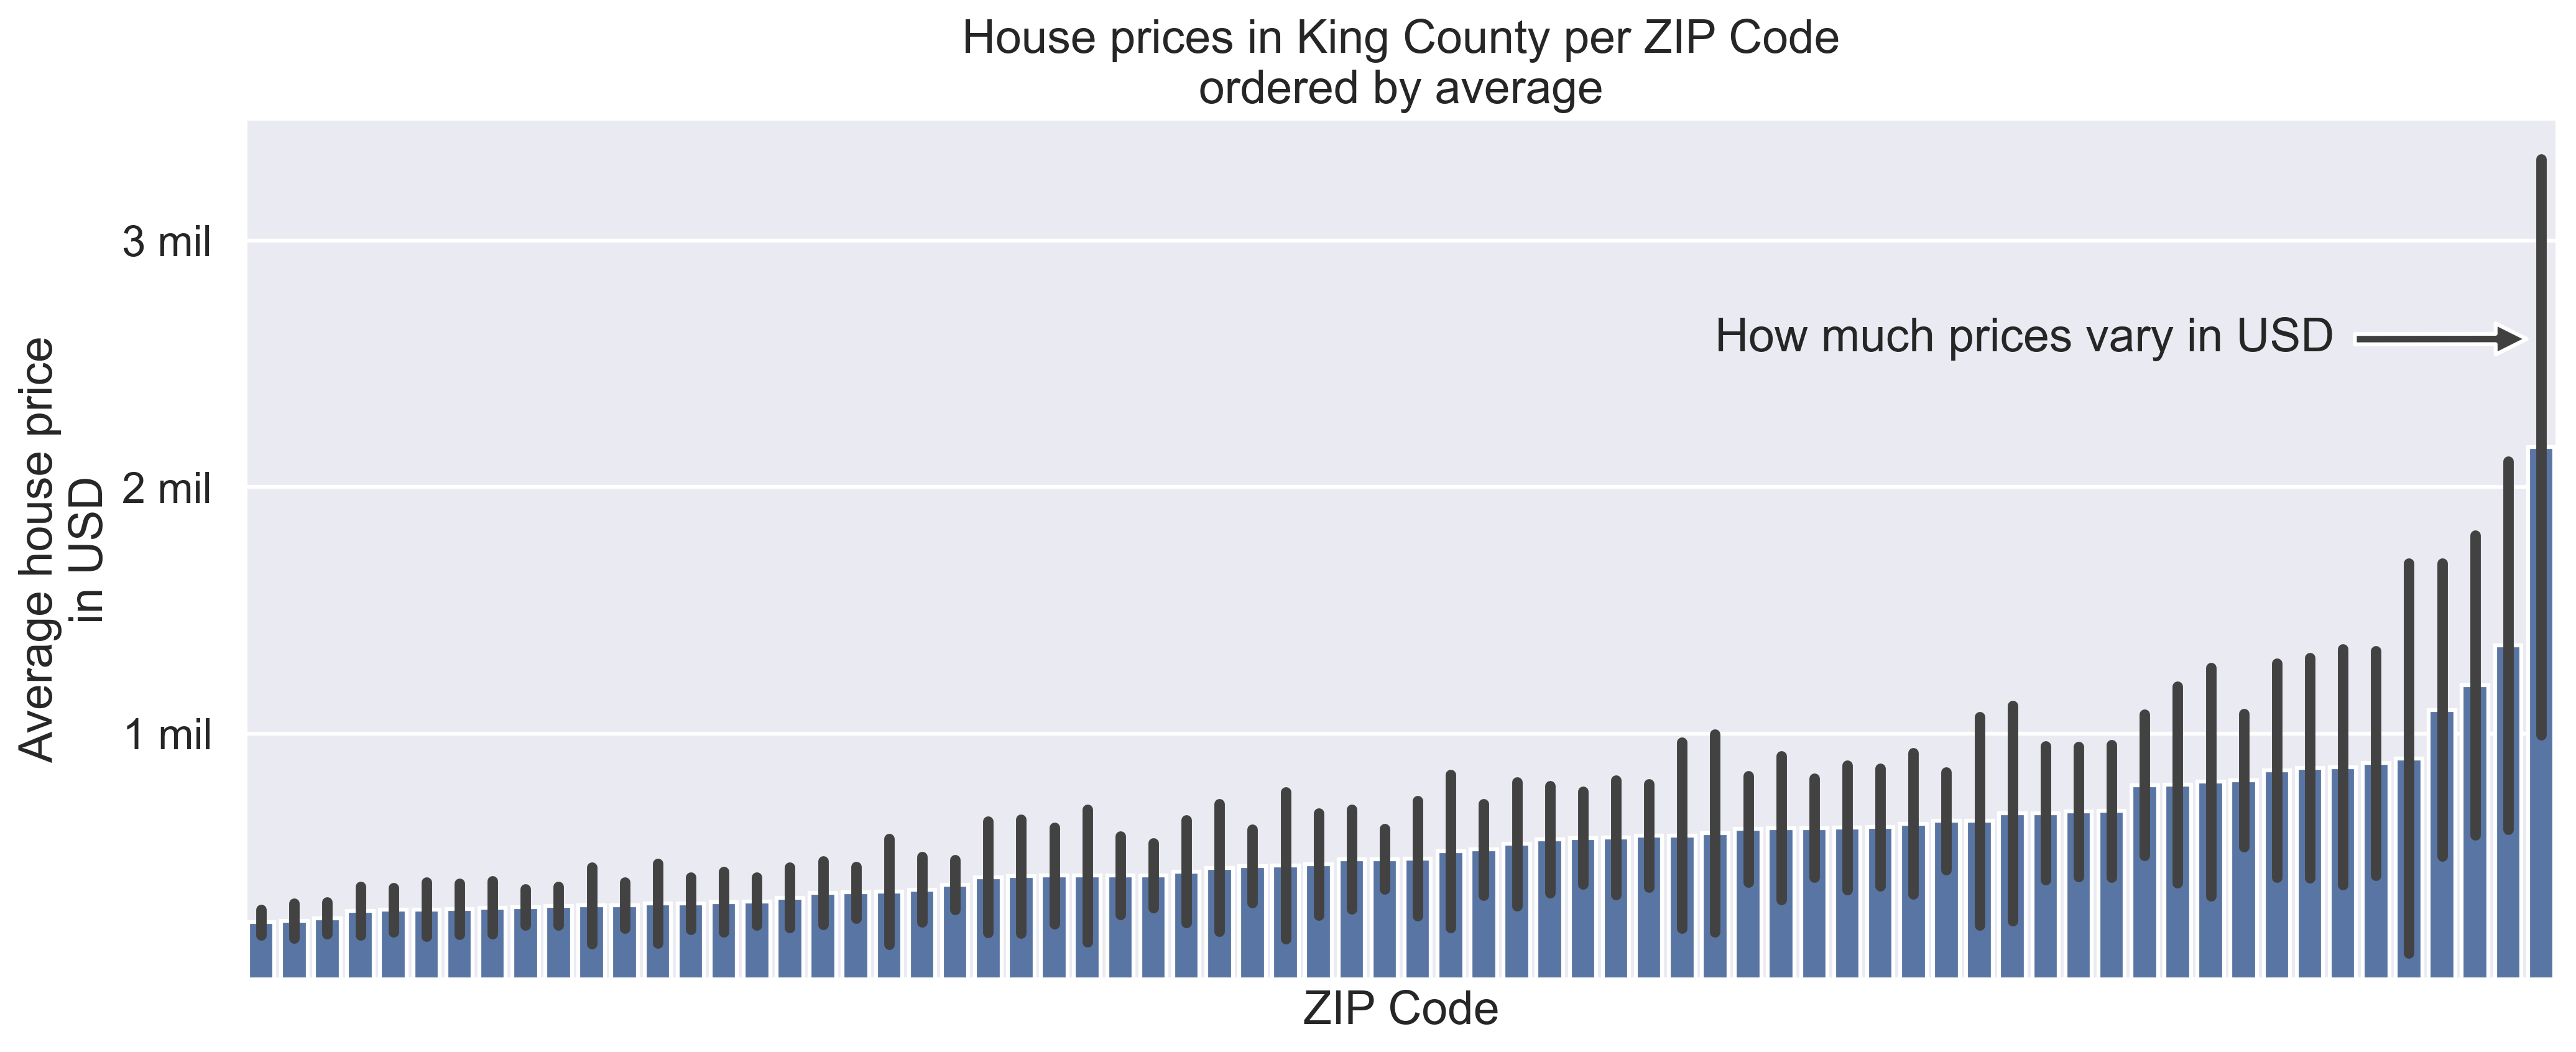 House prices in King County per ZIP Code
ordered by average
Average house price
in USD
3 mil
2 mil
1 mil
How much prices vary in USD
ZIP Code